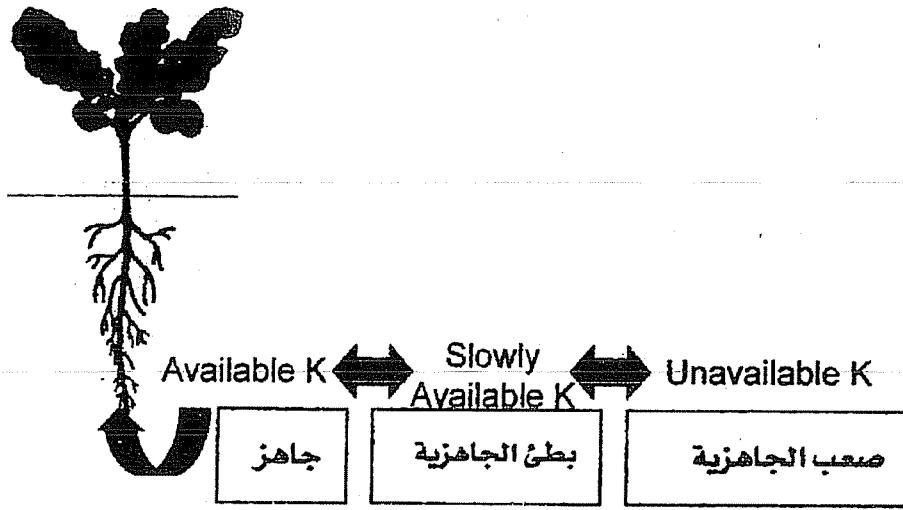 Available K
Slowly
Available K
Unavailable K
جاهز
بطئ الجاهزية
صعب الجاهزية